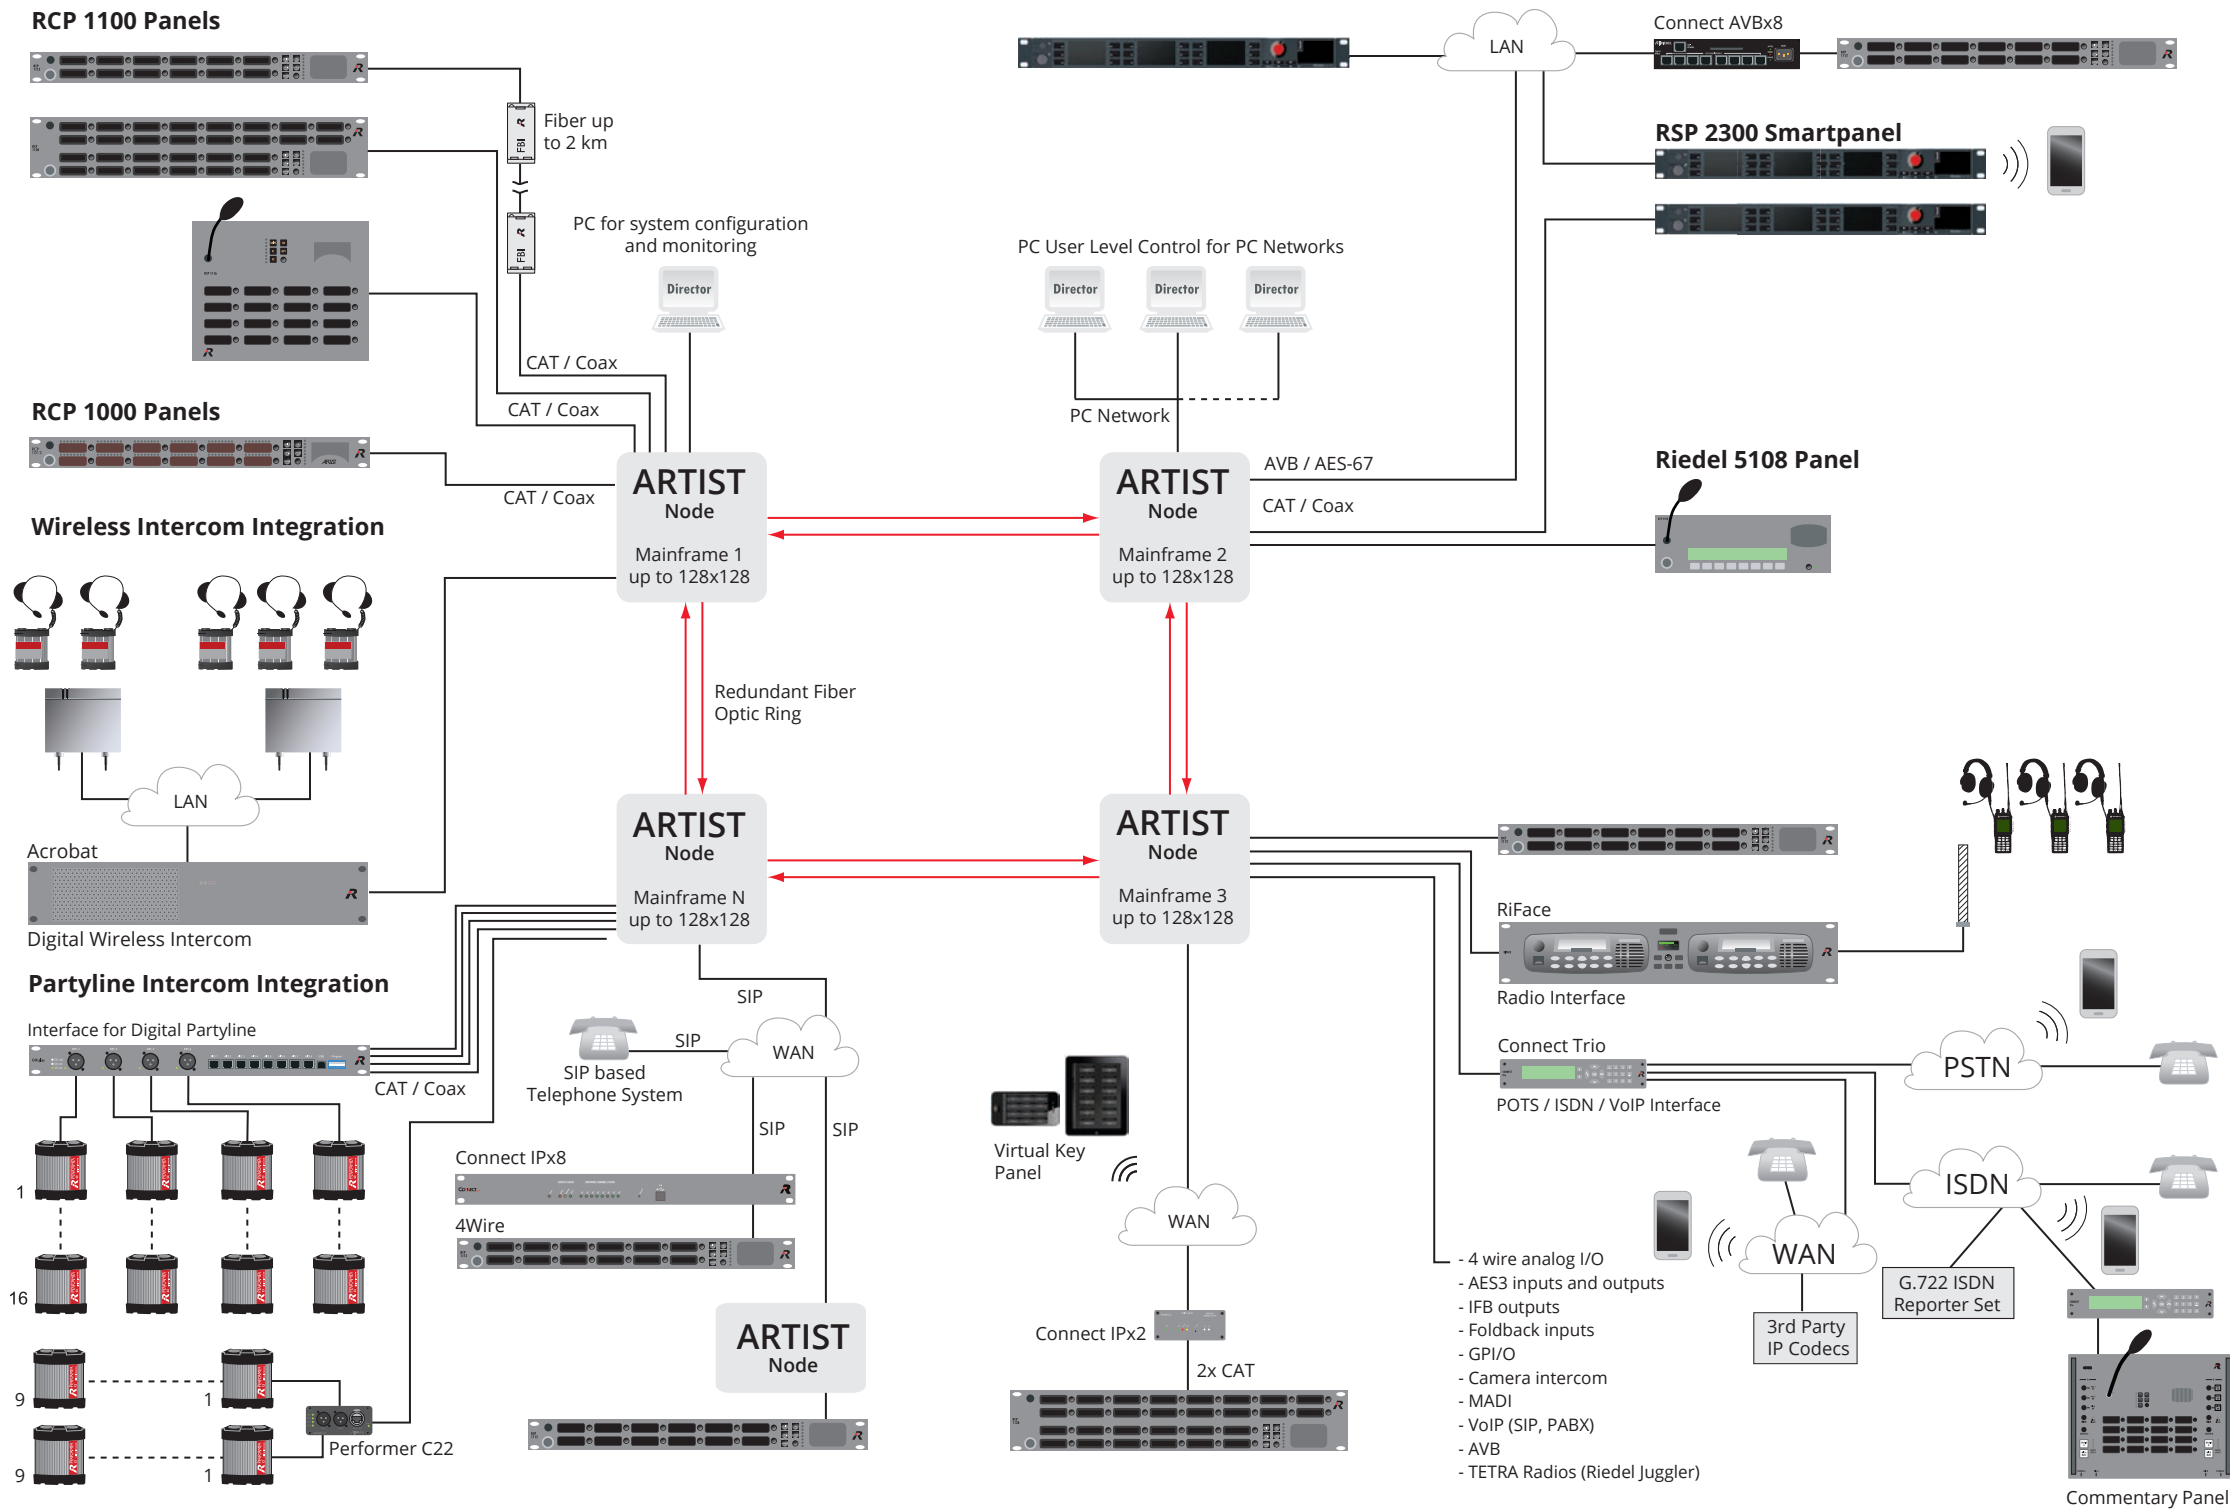 RCP 1100 Panels
Fiber up
to 2 km
FBI
FBI
PC for system configuration
and monitoring
Director
CAT / Coax
CAT / Coax
RCP 1000 Panels
CAT / Coax
LAN
Connect AVBx8
RSP 2300 Smartpanel
PC User Level Control for PC Networks
Director
Director
Director
PC Network
AVB / AES-67
CAT / Coax
Riedel 5108 Panel
ARTIST
Node
Mainframe 1
up to 128x128
ARTIST
Node
Mainframe 2
up to 128x128
Wireless Intercom Integration
LAN
Acrobat
Digital Wireless Intercom
Redundant Fiber
Optic Ring
ARTIST
Node
Mainframe N
up to 128x128
ARTIST
Node
Mainframe 3
up to 128x128
Partyline Intercom Integration
Interface for Digital Partyline
CAT / Coax
1
16
9
1
9
1
Performer C22
SIP
SIP
WAN
SIP based
Telephone System
SIP
SIP
Connect IPx8
4Wire
ARTIST
Node
Virtual Key
Panel
WAN
Connect IPx2
2x CAT
RiFace
Radio Interface
Connect Trio
POTS / ISDN / VoIP Interface
PSTN
ISDN
WAN
G.722 ISDN
Reporter Set
3rd Party
IP Codecs
- 4 wire analog I/O
- AES3 inputs and outputs
- IFB outputs
- Foldback inputs
- GPI/O
- Camera intercom
- MADI
- VoIP (SIP, PABX)
- AVB
- TETRA Radios (Riedel Juggler)
Commentary Panel